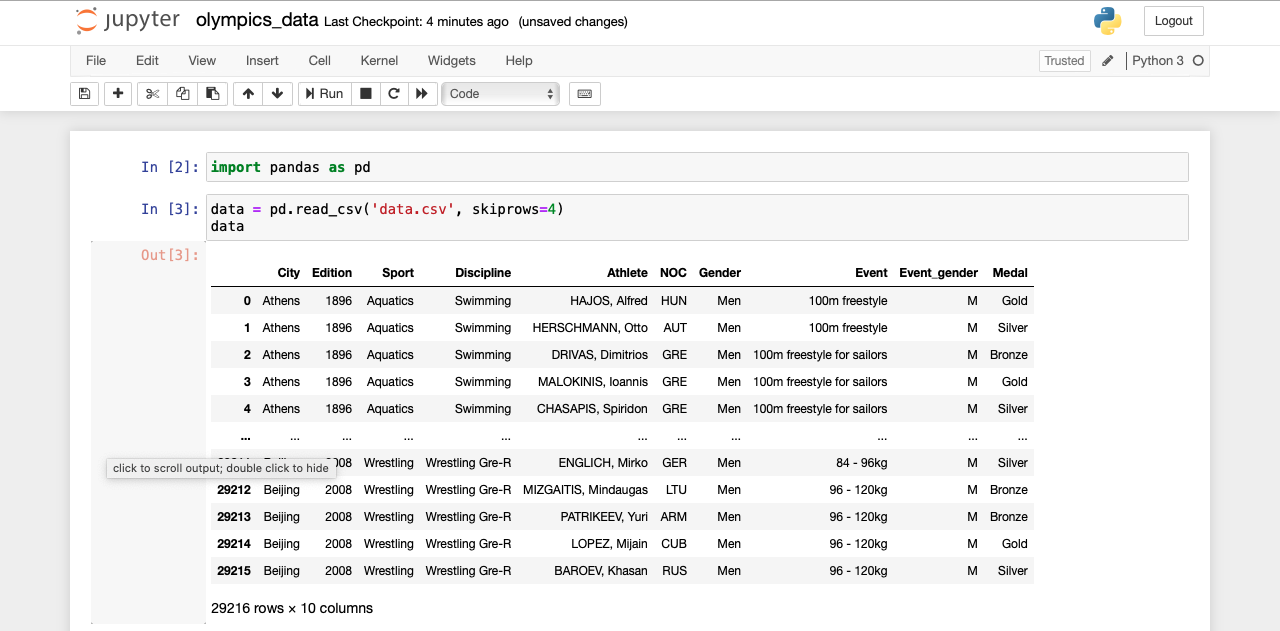 jupyter olympics_data Last Checkpoint: 4 minutes ago (unsaved changes) Logout
File Edit View Insert Cell Kernel Widgets Help Trusted Python 3
Run Code
In [2]: import pandas as pd
In [3]: data = pd.read_csv('data.csv', skiprows=4)
data
Out[3]:
City Edition Sport Discipline Athlete NOC Gender Event Event_gender Medal
0 Athens 1896 Aquatics Swimming HAJOS, Alfred HUN Men 100m freestyle M Gold
1 Athens 1896 Aquatics Swimming HERSCHMANN, Otto AUT Men 100m freestyle M Silver
2 Athens 1896 Aquatics Swimming DRIVAS, Dimitrios GRE Men 100m freestyle for sailors M Bronze
3 Athens 1896 Aquatics Swimming MALOKINIS, Ioannis GRE Men 100m freestyle for sailors M Gold
4 Athens 1896 Aquatics Swimming CHASAPIS, Spiridon GRE Men 100m freestyle for sailors M Silver
... ... ... ... ... ... ... ... ... ... ...
08 Wrestling Wrestling Gre-R ENGLICH, Mirko GER Men 84 - 96kg M Silver
click to scroll output; double click to hide
29212 Beijing 2008 Wrestling Wrestling Gre-R MIZGAITIS, Mindaugas LTU Men 96 - 120kg M Bronze
29213 Beijing 2008 Wrestling Wrestling Gre-R PATRIKEEV, Yuri ARM Men 96 - 120kg M Bronze
29214 Beijing 2008 Wrestling Wrestling Gre-R LOPEZ, Mijain CUB Men 96 - 120kg M Gold
29215 Beijing 2008 Wrestling Wrestling Gre-R BAROEV, Khasan RUS Men 96 - 120kg M Silver
29216 rows × 10 columns